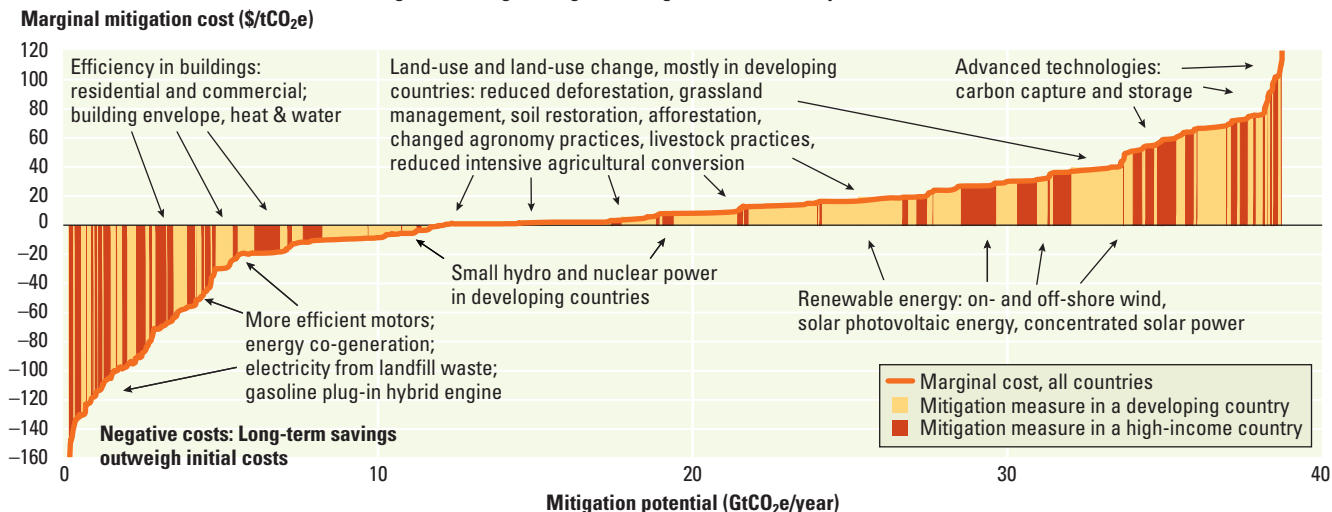 Marginal mitigation cost ($/tCO2e)
120
100
80
60
40
20
0
–20
–40
–60
–80
–100
–120
–140
–160
Efficiency in buildings:
residential and commercial;
building envelope, heat & water
Land-use and land-use change, mostly in developing
countries: reduced deforestation, grassland
management, soil restoration, afforestation,
changed agronomy practices, livestock practices,
reduced intensive agricultural conversion
Advanced technologies:
carbon capture and storage
Small hydro and nuclear power
in developing countries
Renewable energy: on- and off-shore wind,
solar photovoltaic energy, concentrated solar power
More efficient motors;
energy co-generation;
electricity from landfill waste;
gasoline plug-in hybrid engine
Negative costs: Long-term savings
outweigh initial costs
Marginal cost, all countries
Mitigation measure in a developing country
Mitigation measure in a high-income country
0 10 20 30 40
Mitigation potential (GtCO2e/year)